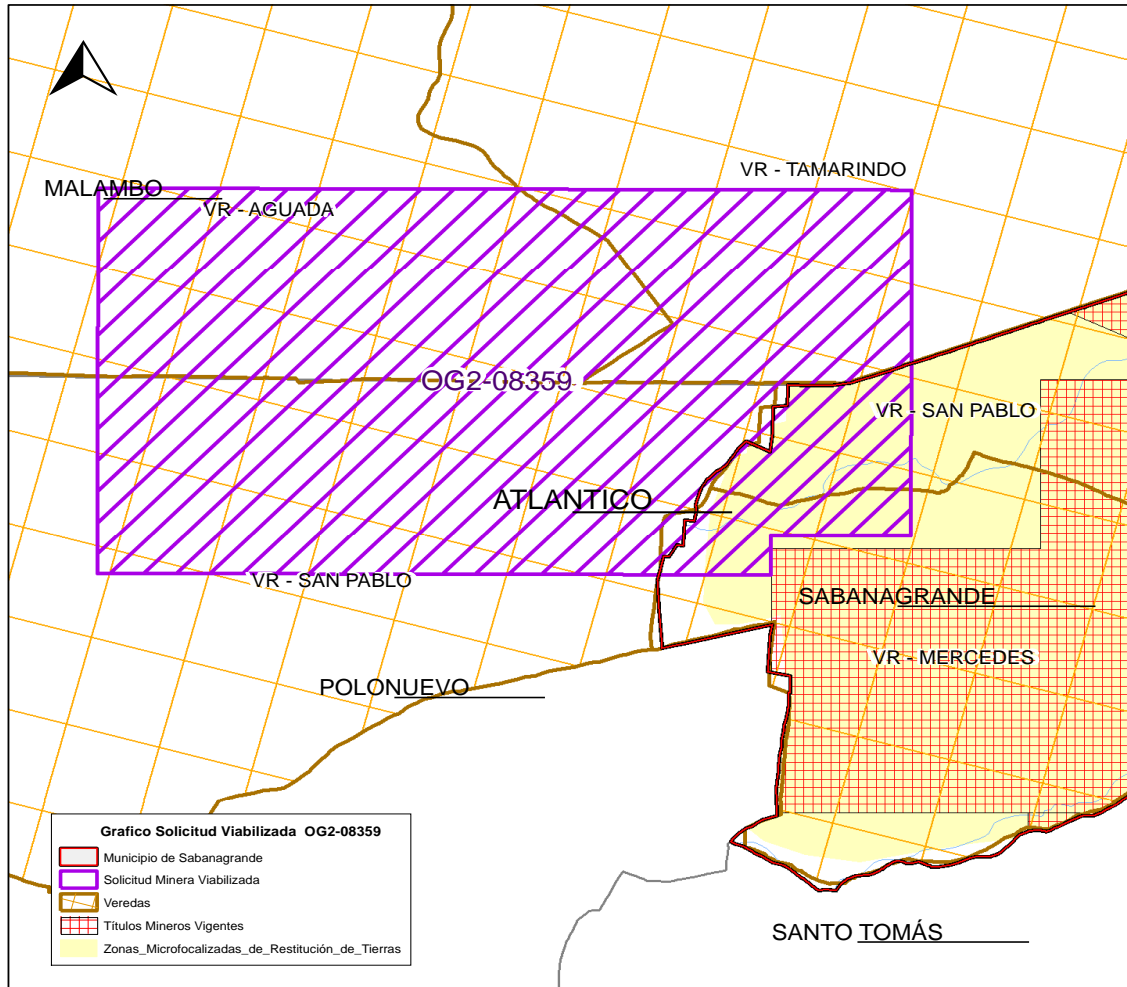 VR - TAMARINDO
MALAMBO
VR - AGUADA
OG2-08359
VR - SAN PABLO
ATLANTICO
VR - SAN PABLO
SABANAGRANDE
VR - MERCEDES
POLONUEVO
Grafico Solicitud Viabilizada OG2-08359
Municipio de Sabanagrande
Solicitud Minera Viabilizada
Veredas
Títulos Mineros Vigentes
Zonas_Microfocalizadas_de_Restitución_de_Tierras
SANTO TOMÁS